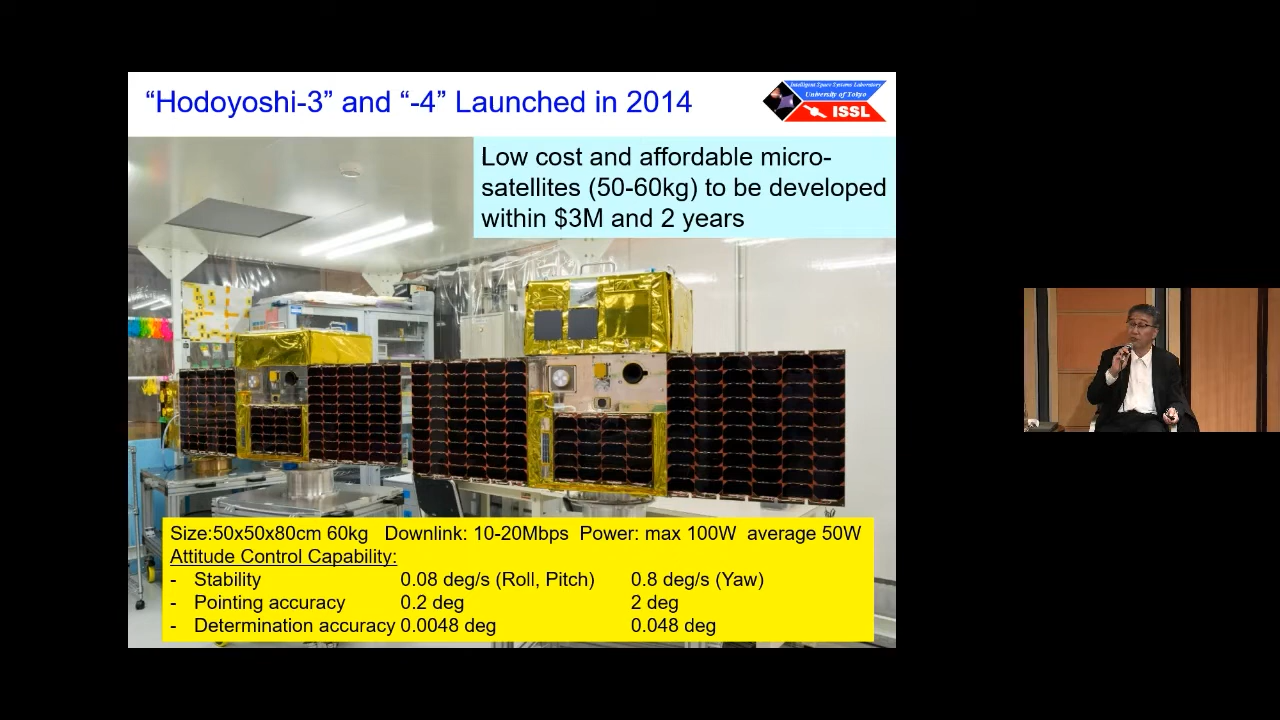 “Hodoyoshi-3” and “-4” Launched in 2014
Intelligent Space Systems Laboratory
University of Tokyo
ISSL
Low cost and affordable micro-
satellites (50-60kg) to be developed
within $3M and 2 years
Size:50x50x80cm 60kg Downlink: 10-20Mbps Power: max 100W average 50W
Attitude Control Capability:
- Stability 0.08 deg/s (Roll, Pitch) 0.8 deg/s (Yaw)
- Pointing accuracy 0.2 deg 2 deg
- Determination accuracy 0.0048 deg 0.048 deg